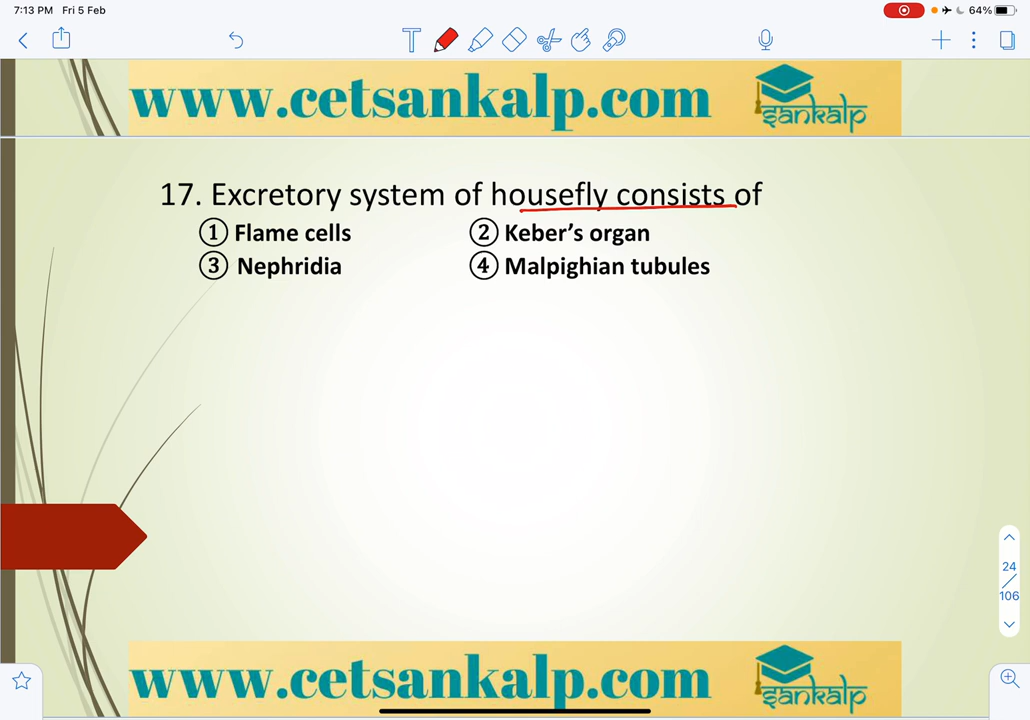 7:13 PM Fri 5 Feb 64%
www.cetsankalp.com sankalp
17. Excretory system of housefly consists of
① Flame cells ② Keber’s organ
③ Nephridia ④ Malpighian tubules
24
106
www.cetsankalp.com sankalp